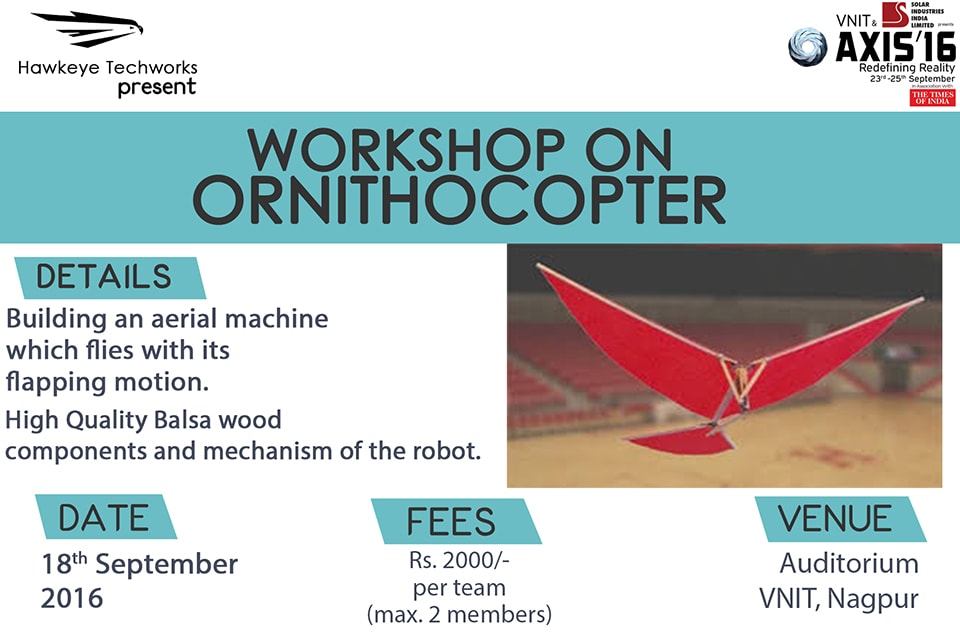 Hawkeye Techworks
present
VNIT &
SOLAR
INDUSTRIES
INDIA
LIMITED presents
AXIS'16
Redefining Reality
23rd -25th September
in Association With
THE TIMES
OF INDIA
WORKSHOP ON
ORNITHOCOPTER
DETAILS
Building an aerial machine
which flies with its
flapping motion.
High Quality Balsa wood
components and mechanism of the robot.
DATE
18th September
2016
FEES
Rs. 2000/-
per team
(max. 2 members)
VENUE
Auditorium
VNIT, Nagpur